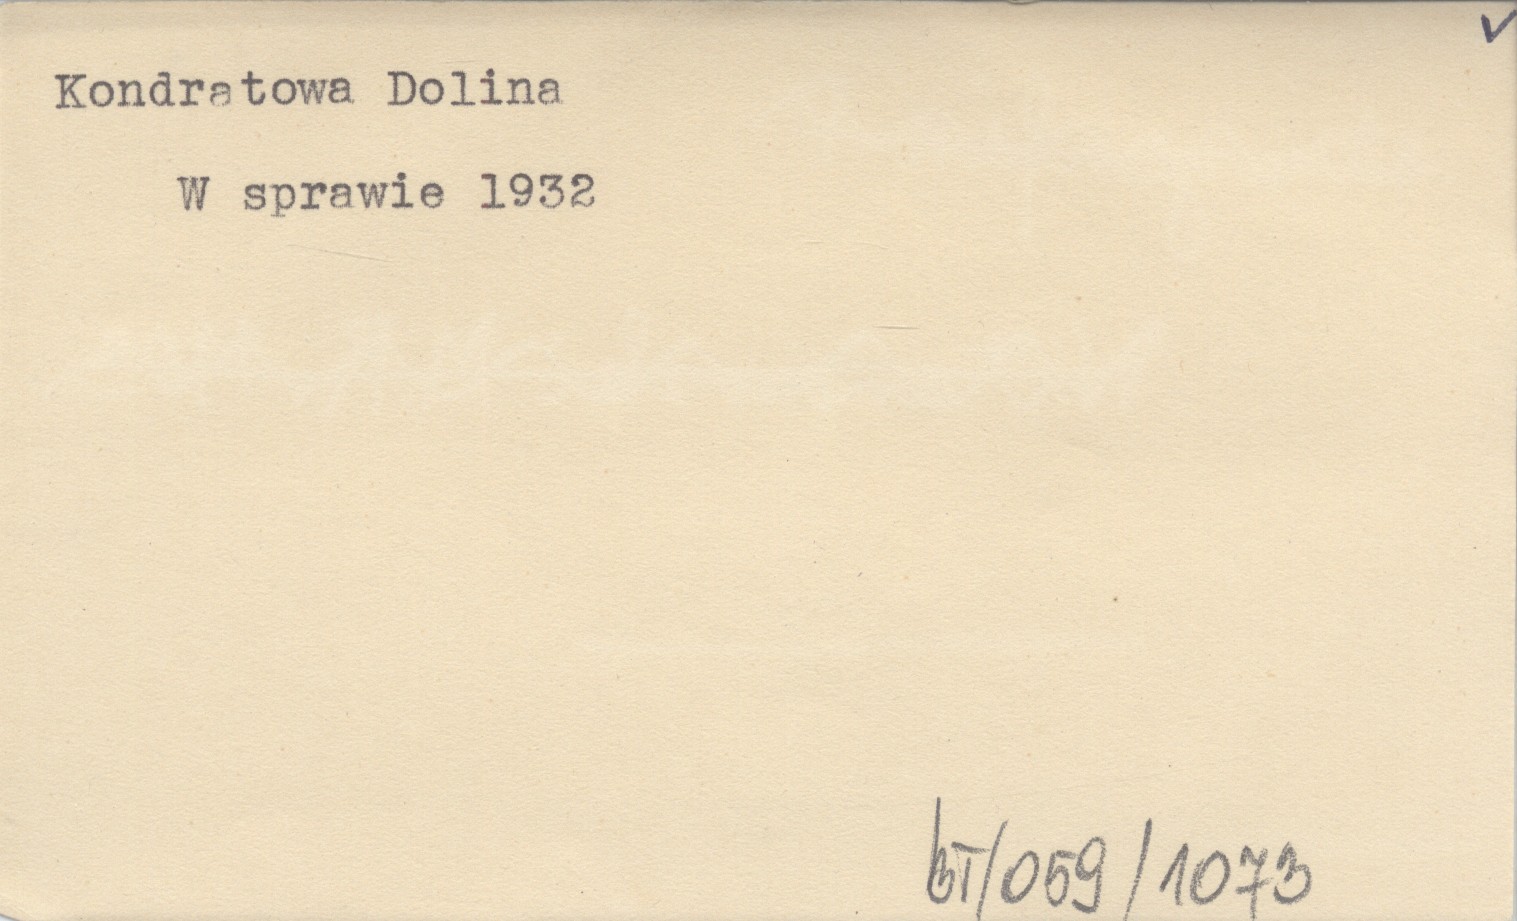 Kondratowa Dolina
W sprawie 1932
BT/059/1073